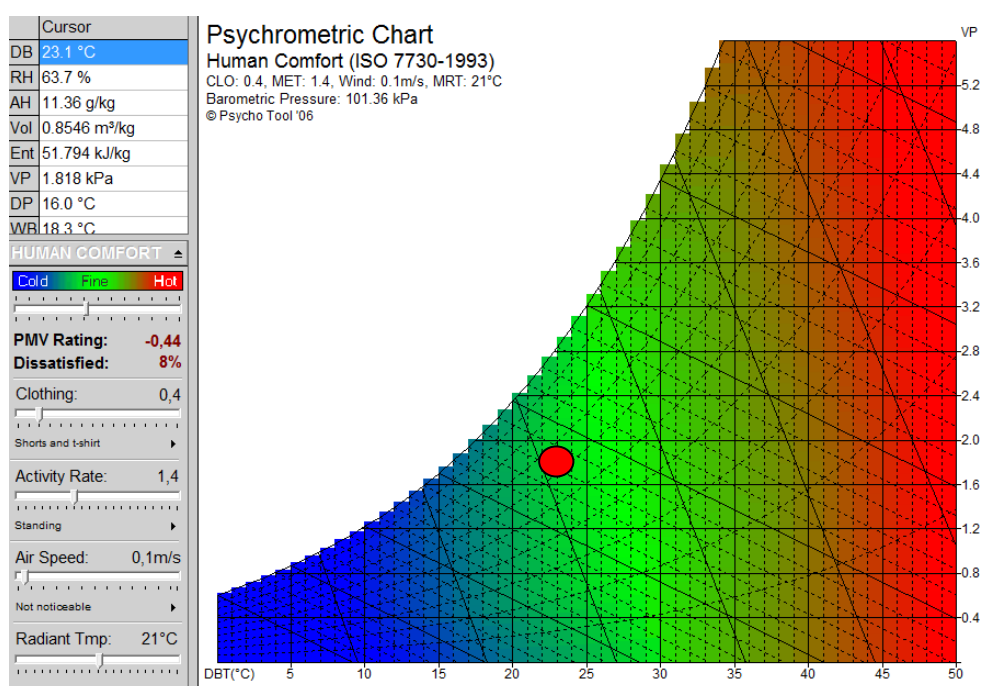 Cursor
DB 23.1 °C
RH 63.7 %
AH 11.36 g/kg
Vol 0.8546 m³/kg
Ent 51.794 kJ/kg
VP 1.818 kPa
DP 16.0 °C
WB 18.3 °C
HUMAN COMFORT
Cold Fine Hot
PMV Rating: -0,44
Dissatisfied: 8%
Clothing: 0,4
Shorts and t-shirt
Activity Rate: 1,4
Standing
Air Speed: 0,1m/s
Not noticeable
Radiant Tmp: 21°C
Psychrometric Chart
Human Comfort (ISO 7730-1993)
CLO: 0.4, MET: 1.4, Wind: 0.1m/s, MRT: 21°C
Barometric Pressure: 101.36 kPa
© Psycho Tool '06
VP
5.2
4.8
4.4
4.0
3.6
3.2
2.8
2.4
2.0
1.6
1.2
0.8
0.4
DBT(°C) 5 10 15 20 25 30 35 40 45 50